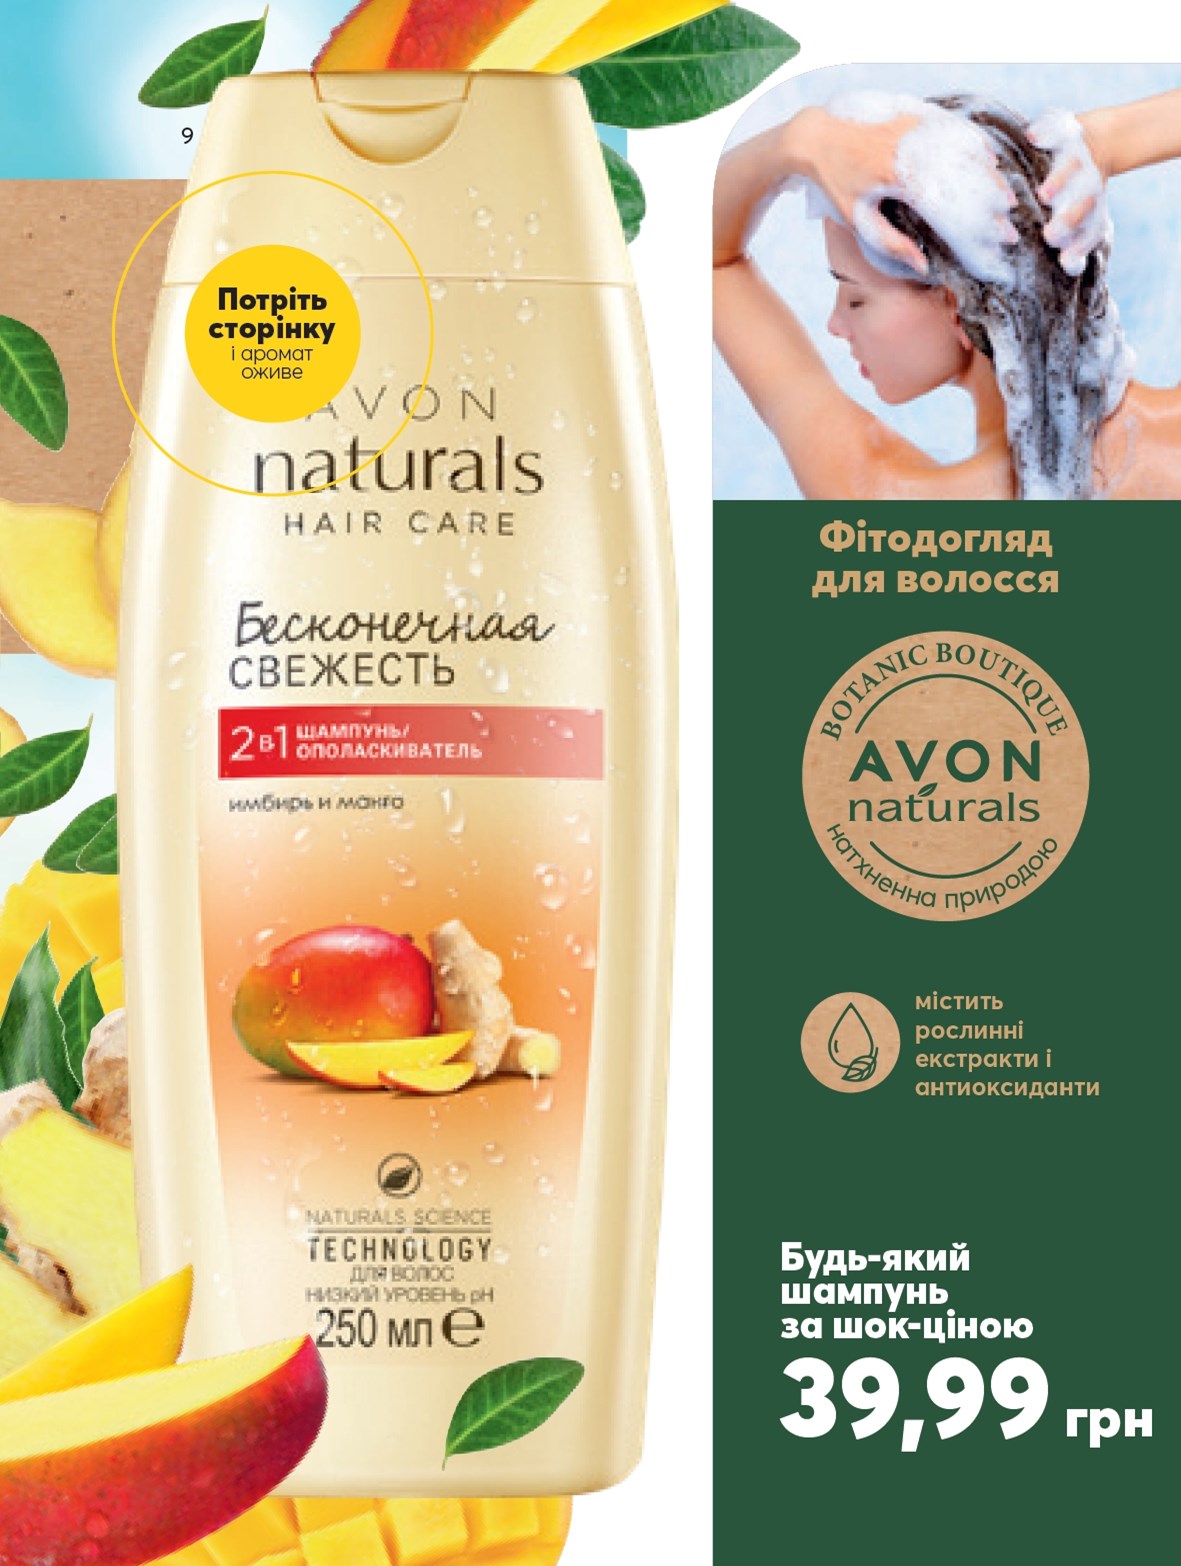 9
Потріть
сторінку
і аромат
оживе
AVON
naturals
HAIR CARE
Бесконечная
СВЕЖЕСТЬ
2 в 1 ШАМПУНЬ/
ОПОЛАСКИВАТЕЛЬ
имбирь и манго
NATURALS SCIENCE
TECHNOLOGY
ДЛЯ ВОЛОС
НИЗКИЙ УРОВЕНЬ pH
250 МЛ ℮
Фітодогляд
для волосся
BOTANIC BOUTIQUE
AVON
naturals
натхненна природою
містить
рослинні
екстракти і
антиоксиданти
Будь-який
шампунь
за шок-ціною
39,99 грн